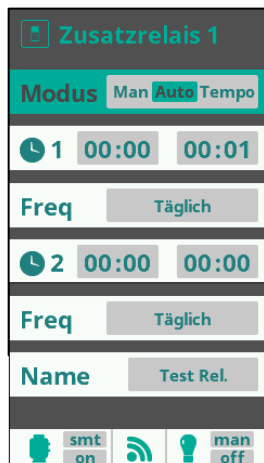 Zusatzrelais 1
Modus Man Auto Tempo
1 00:00 00:01
Freq Täglich
2 00:00 00:00
Freq Täglich
Name Test Rel.
smt man
on off